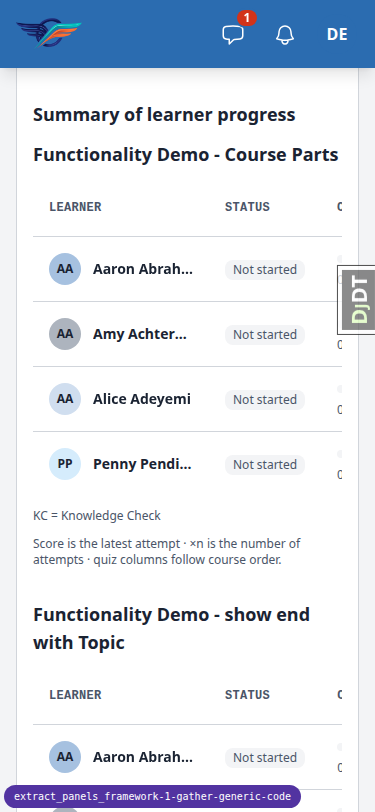 1
DE
Summary of learner progress
Functionality Demo - Course Parts
LEARNER STATUS
AA Aaron Abrah... Not started
DjDT
AA Amy Achter... Not started
AA Alice Adeyemi Not started
PP Penny Pendi... Not started
KC = Knowledge Check
Score is the latest attempt · ×n is the number of
attempts · quiz columns follow course order.
Functionality Demo - show end
with Topic
LEARNER STATUS
AA Aaron Abrah... Not started
extract_panels_framework-1-gather-generic-code